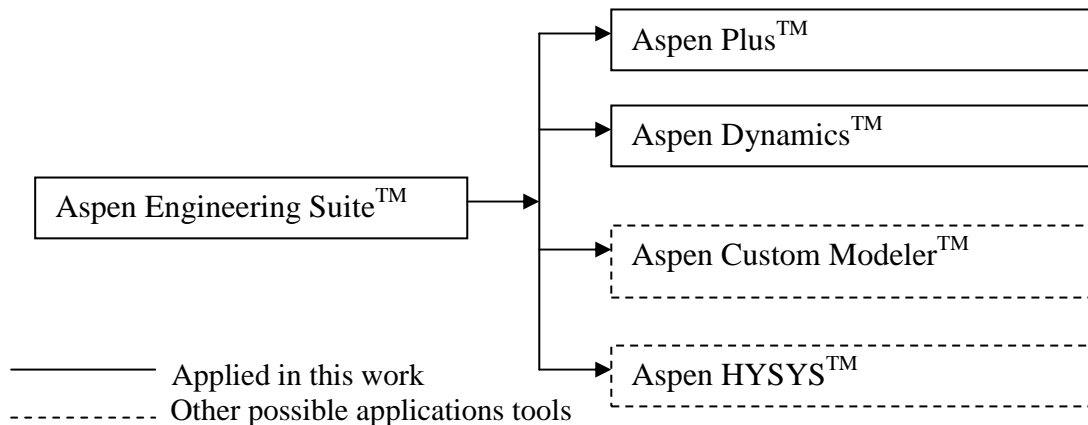 Aspen Plus™
Aspen Dynamics™
Aspen Engineering Suite™
Aspen Custom Modeler™
Aspen HYSYS™
Applied in this work
Other possible applications tools